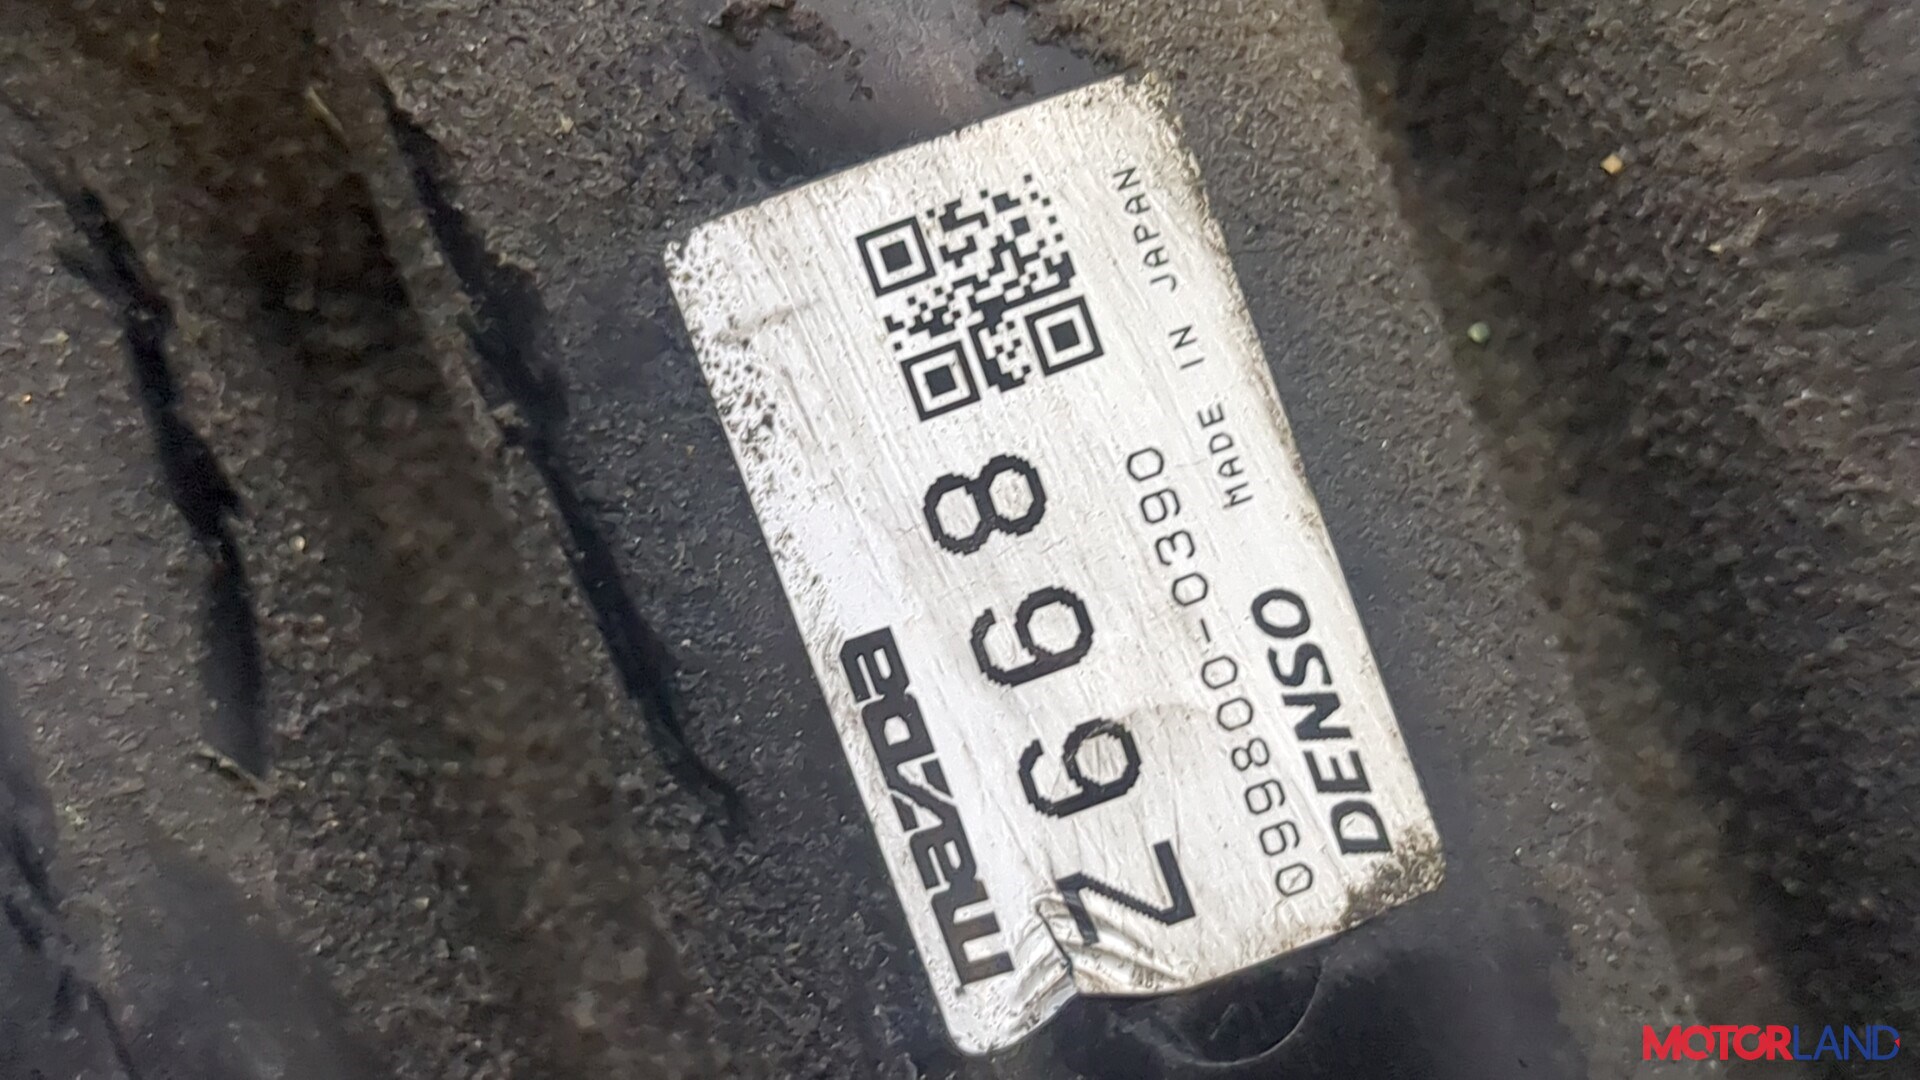 mazda
Z668
099800-0390
DENSO MADE IN JAPAN
MOTORLAND